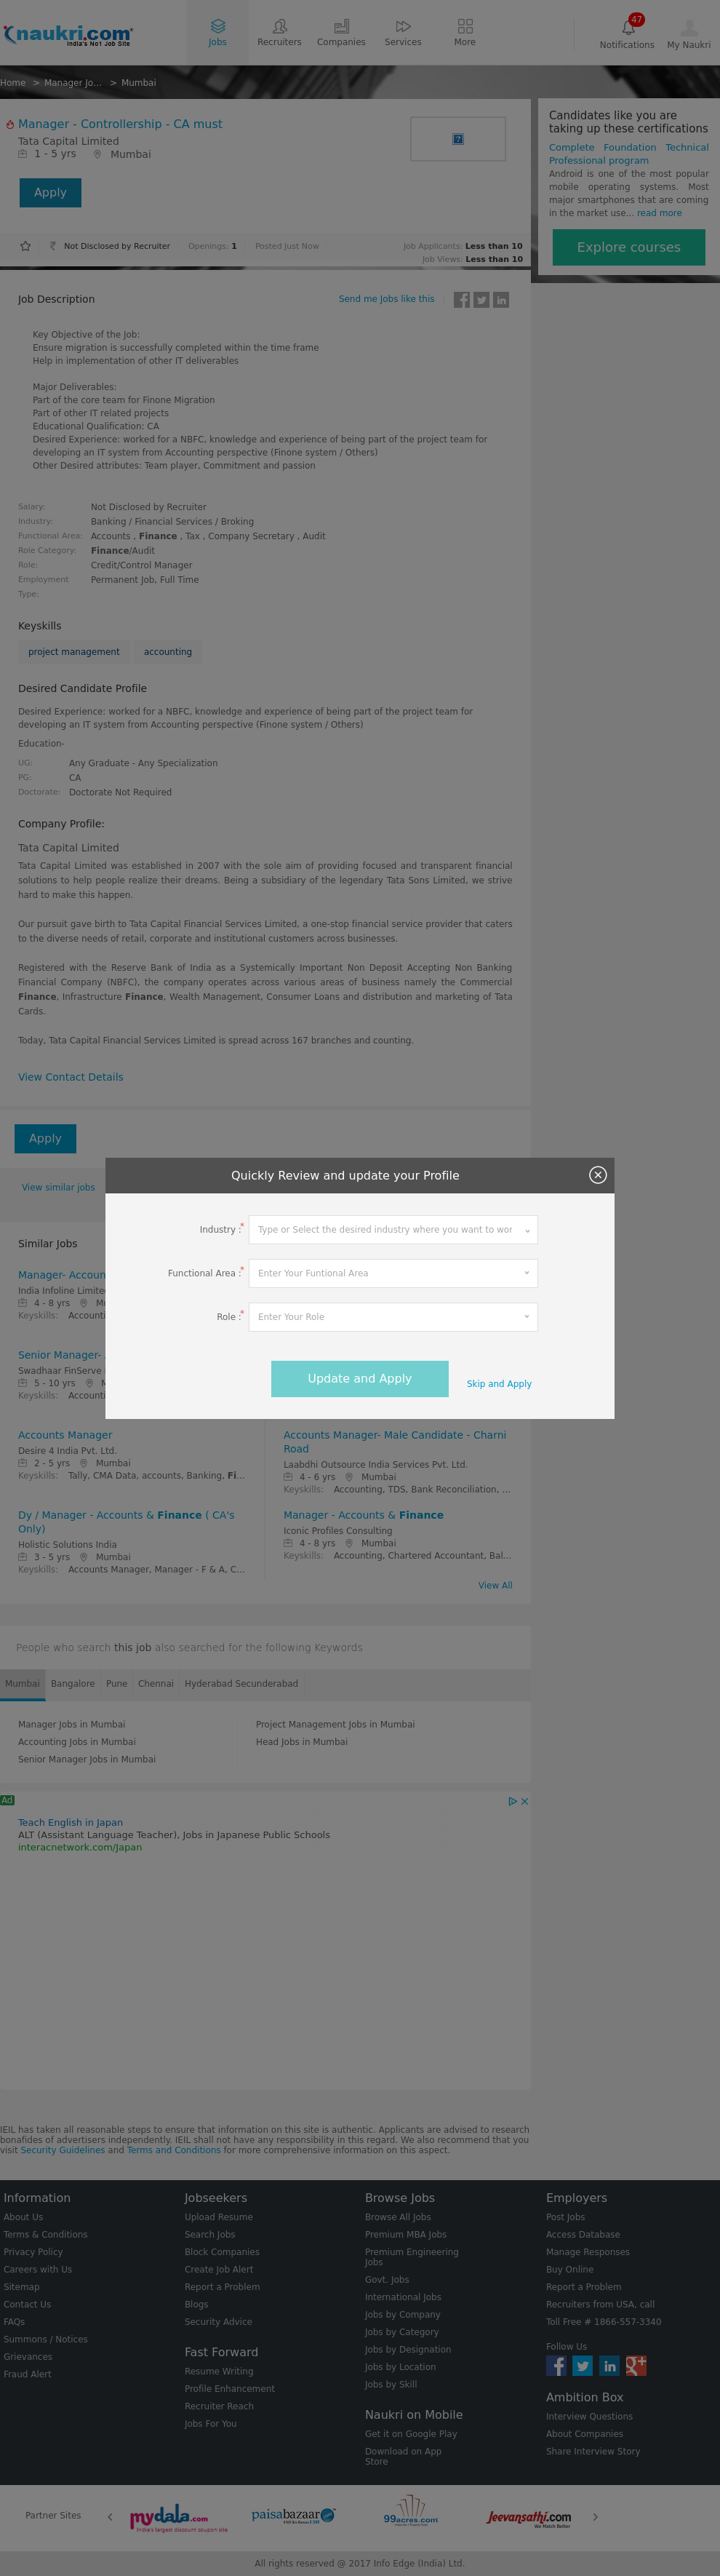 naukri.com
India's No1 Job Site
Jobs
Recruiters
Companies
Services
More
47
Notifications
My Naukri
Home > Manager Jo... > Mumbai
Manager - Controllership - CA must
Tata Capital Limited
1 - 5 yrs Mumbai
Apply
Not Disclosed by Recruiter Openings: 1 Posted Just Now Job Applicants: Less than 10
Job Views: Less than 10
Candidates like you are
taking up these certifications
Complete Foundation Technical
Professional program
Android is one of the most popular
mobile operating systems. Most
major smartphones that are coming
in the market use... read more
Explore courses
Job Description
Send me Jobs like this
Key Objective of the Job:
Ensure migration is successfully completed within the time frame
Help in implementation of other IT deliverables
Major Deliverables:
Part of the core team for Finone Migration
Part of other IT related projects
Educational Qualification: CA
Desired Experience: worked for a NBFC, knowledge and experience of being part of the project team for
developing an IT system from Accounting perspective (Finone system / Others)
Other Desired attributes: Team player, Commitment and passion
Salary: Not Disclosed by Recruiter
Industry: Banking / Financial Services / Broking
Functional Area: Accounts , Finance , Tax , Company Secretary , Audit
Role Category: Finance/Audit
Role: Credit/Control Manager
Employment Permanent Job, Full Time
Type:
Keyskills
project management accounting
Desired Candidate Profile
Desired Experience: worked for a NBFC, knowledge and experience of being part of the project team for
developing an IT system from Accounting perspective (Finone system / Others)
Education-
UG: Any Graduate - Any Specialization
PG: CA
Doctorate: Doctorate Not Required
Company Profile:
Tata Capital Limited
Tata Capital Limited was established in 2007 with the sole aim of providing focused and transparent financial
solutions to help people realize their dreams. Being a subsidiary of the legendary Tata Sons Limited, we strive
hard to make this happen.
Our pursuit gave birth to Tata Capital Financial Services Limited, a one-stop financial service provider that caters
to the diverse needs of retail, corporate and institutional customers across businesses.
Registered with the Reserve Bank of India as a Systemically Important Non Deposit Accepting Non Banking
Financial Company (NBFC), the company operates across various areas of business namely the Commercial
Finance, Infrastructure Finance, Wealth Management, Consumer Loans and distribution and marketing of Tata
Cards.
Today, Tata Capital Financial Services Limited is spread across 167 branches and counting.
View Contact Details
Apply
View similar jobs
Quickly Review and update your Profile
Industry :*
Type or Select the desired industry where you want to wor
Functional Area :*
Enter Your Funtional Area
Role :*
Enter Your Role
Update and Apply
Skip and Apply
Similar Jobs
Manager- Accoun
India Infoline Limited
4 - 8 yrs
Keyskills: Accounti
Senior Manager-
Swadhaar FinServe
5 - 10 yrs
Keyskills: Accounti
Accounts Manager
Desire 4 India Pvt. Ltd.
2 - 5 yrs Mumbai
Keyskills: Tally, CMA Data, accounts, Banking, Fi...
Accounts Manager- Male Candidate - Charni
Road
Laabdhi Outsource India Services Pvt. Ltd.
4 - 6 yrs Mumbai
Keyskills: Accounting, TDS, Bank Reconciliation, ...
Dy / Manager - Accounts & Finance ( CA's
Only)
Holistic Solutions India
3 - 5 yrs Mumbai
Keyskills: Accounts Manager, Manager - F & A, C...
Manager - Accounts & Finance
Iconic Profiles Consulting
4 - 8 yrs Mumbai
Keyskills: Accounting, Chartered Accountant, Bal...
View All
People who search this job also searched for the following Keywords
Mumbai Bangalore Pune Chennai Hyderabad Secunderabad
Manager Jobs in Mumbai
Project Management Jobs in Mumbai
Accounting Jobs in Mumbai
Head Jobs in Mumbai
Senior Manager Jobs in Mumbai
Ad
Teach English in Japan
ALT (Assistant Language Teacher), Jobs in Japanese Public Schools
interacnetwork.com/Japan
IEIL has taken all reasonable steps to ensure that information on this site is authentic. Applicants are advised to research
bonafides of advertisers independently. IEIL shall not have any responsibility in this regard. We also recommend that you
visit Security Guidelines and Terms and Conditions for more comprehensive information on this aspect.
Information
About Us
Terms & Conditions
Privacy Policy
Careers with Us
Sitemap
Contact Us
FAQs
Summons / Notices
Grievances
Fraud Alert
Jobseekers
Upload Resume
Search Jobs
Block Companies
Create Job Alert
Report a Problem
Blogs
Security Advice
Fast Forward
Resume Writing
Profile Enhancement
Recruiter Reach
Jobs For You
Browse Jobs
Browse All Jobs
Premium MBA Jobs
Premium Engineering
Jobs
Govt. Jobs
International Jobs
Jobs by Company
Jobs by Category
Jobs by Designation
Jobs by Location
Jobs by Skill
Naukri on Mobile
Get it on Google Play
Download on App
Store
Employers
Post Jobs
Access Database
Manage Responses
Buy Online
Report a Problem
Recruiters from USA, call
Toll Free # 1866-557-3340
Follow Us
Ambition Box
Interview Questions
About Companies
Share Interview Story
Partner Sites
mydala.com
India's largest discount coupon site
paisabazaar
99acres.com
Jeevansathi.com
We Match Better
All rights reserved @ 2017 Info Edge (India) Ltd.